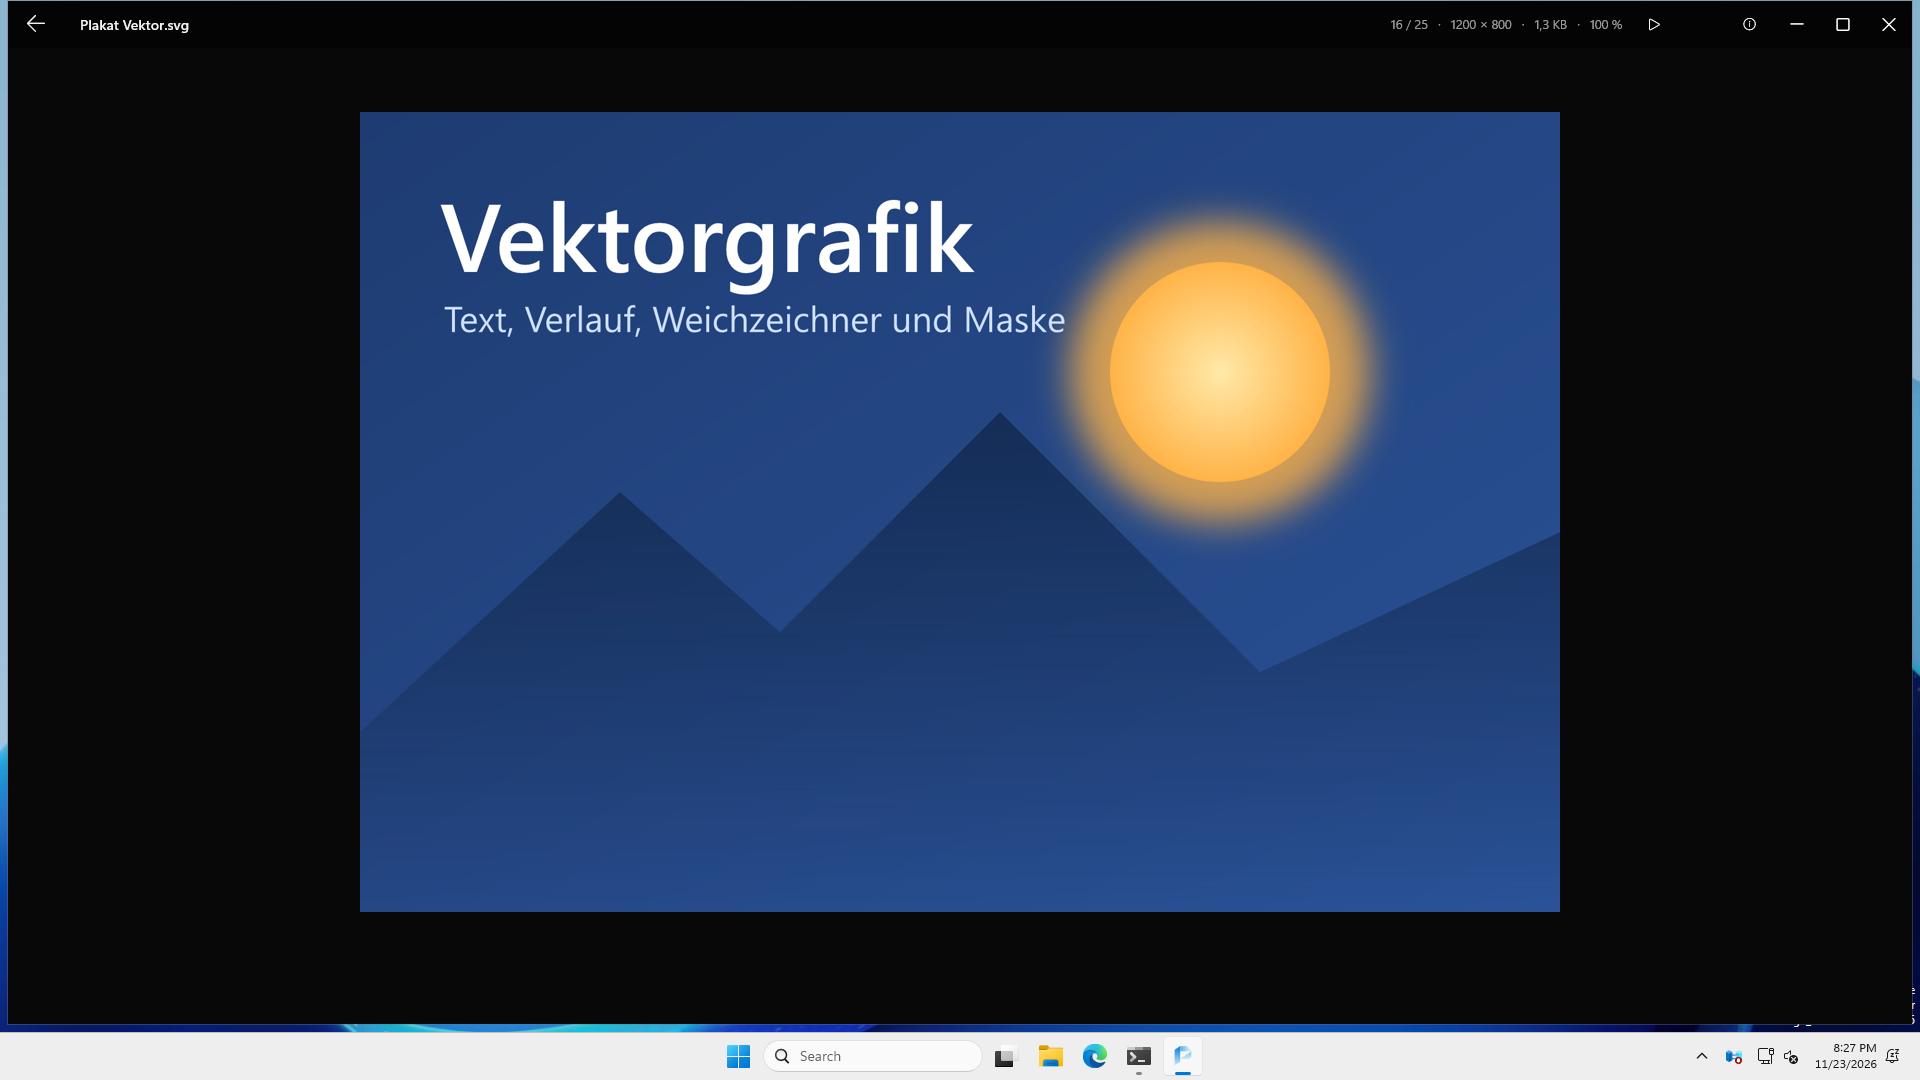 Plakat Vektor.svg
16 / 25 · 1200 × 800 · 1,3 KB · 100 %
Vektorgrafik
Text, Verlauf, Weichzeichner und Maske
Search
8:27 PM
11/23/2026